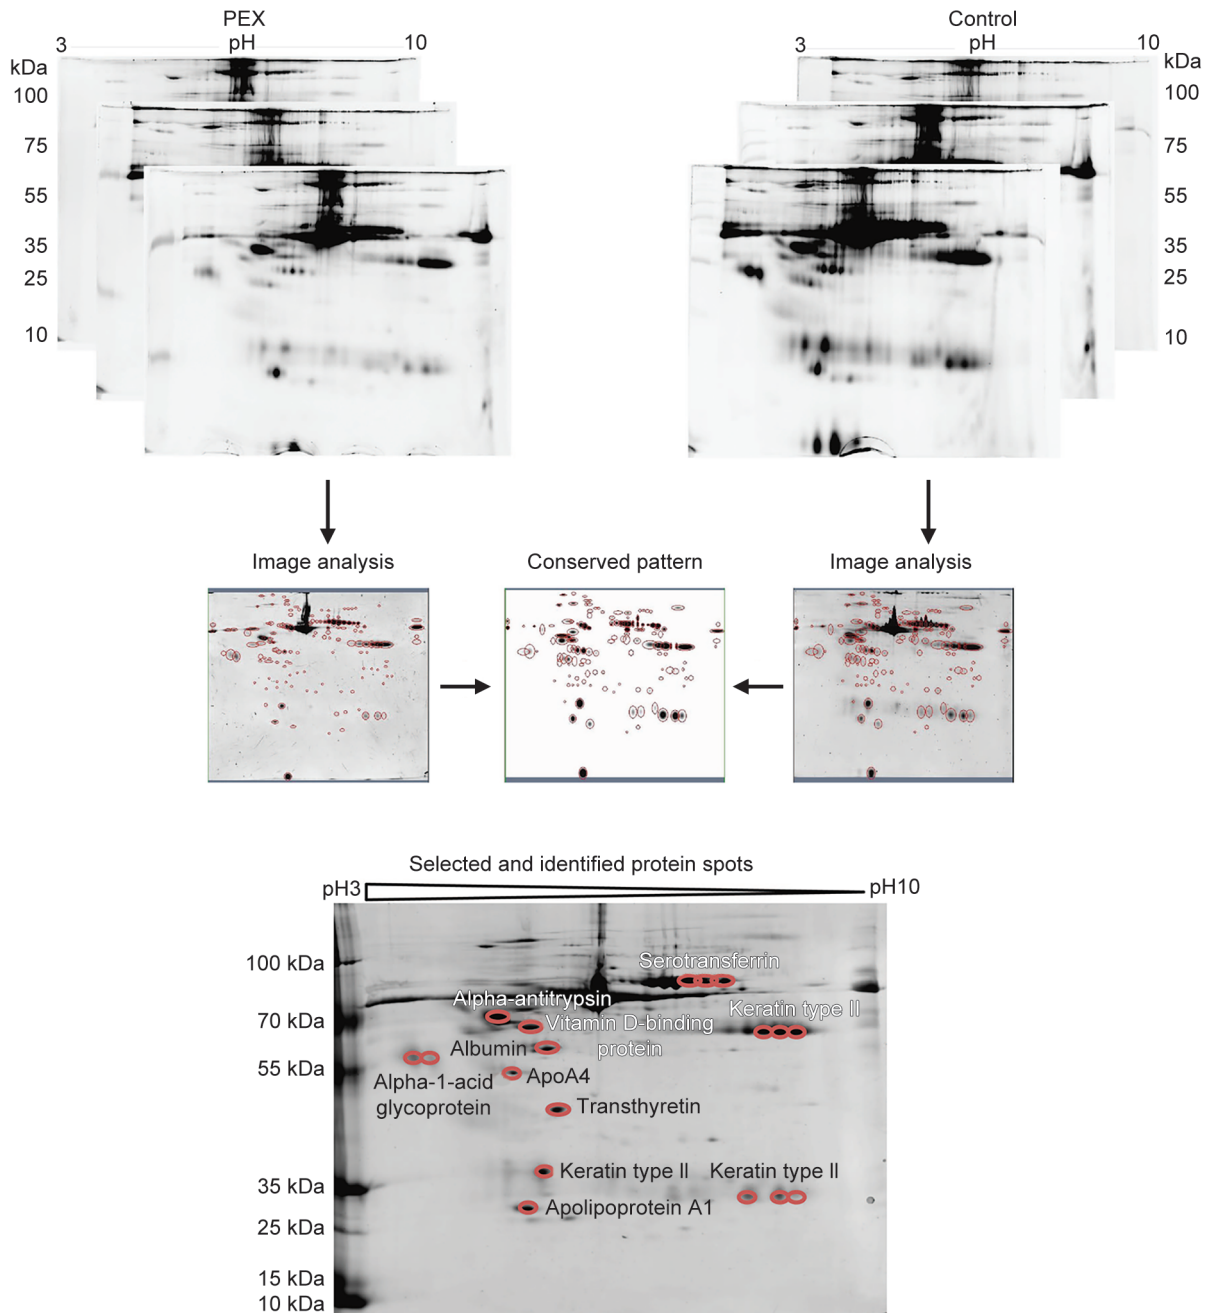 PEX
3 pH 10
kDa
100
75
55
35
25
10
Control
3 pH 10
kDa
100
75
55
35
25
10
Image analysis
Conserved pattern
Image analysis
Selected and identified protein spots
pH3
pH10
100 kDa
70 kDa
55 kDa
35 kDa
25 kDa
15 kDa
10 kDa
Serotransferrin
Alpha-antitrypsin
Keratin type II
Vitamin D-binding
protein
Albumin
ApoA4
Alpha-1-acid
glycoprotein
Transthyretin
Keratin type II
Keratin type II
Apolipoprotein A1